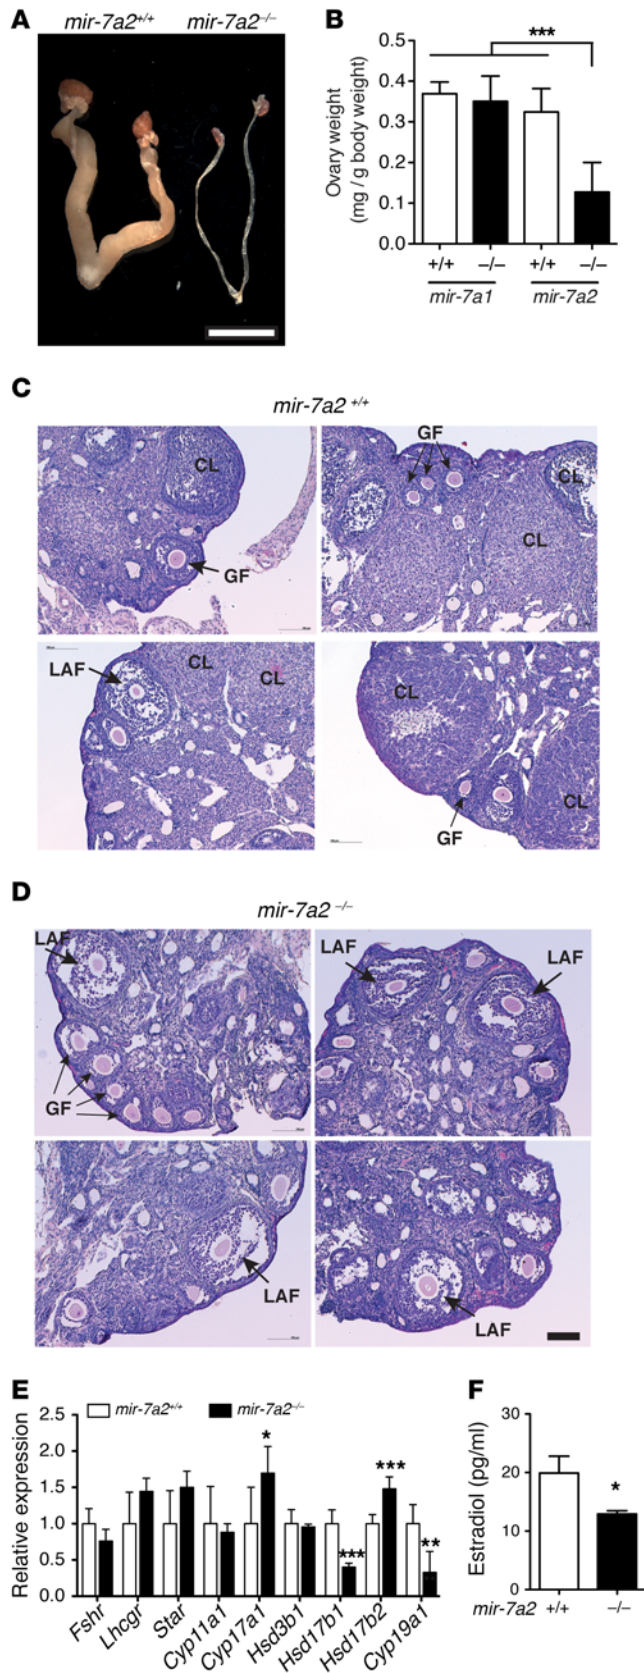 A
mir-7a2+/+ mir-7a2–/–
B
***
Ovary weight
(mg / g body weight)
0.5
0.4
0.3
0.2
0.1
0.0
+/+ –/– +/+ –/–
mir-7a1 mir-7a2
C
mir-7a2 +/+
CL
GF
GF
CL
CL
LAF
CL
CL
CL
GF
CL
D
mir-7a2 –/–
LAF
GF
LAF
LAF
LAF
LAF
E
mir-7a2+/+ mir-7a2–/–
Relative expression
2.5
2.0
1.5
1.0
0.5
0.0
* *** *** **
Fshr
Lhcgr
Star
Cyp11a1
Cyp17a1
Hsd3b1
Hsd17b1
Hsd17b2
Cyp19a1
F
Estradiol (pg/ml)
30
20
10
0
*
mir-7a2 +/+ –/–